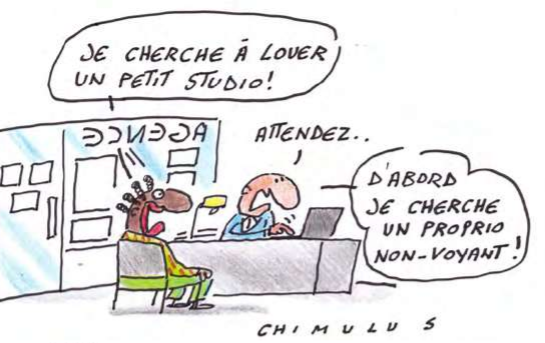 JE CHERCHE À LOUER
UN PETIT STUDIO!
AGENCE
ATTENDEZ..
D'ABORD
JE CHERCHE
UN PROPRIO
NON-VOYANT!
CHIMULUS